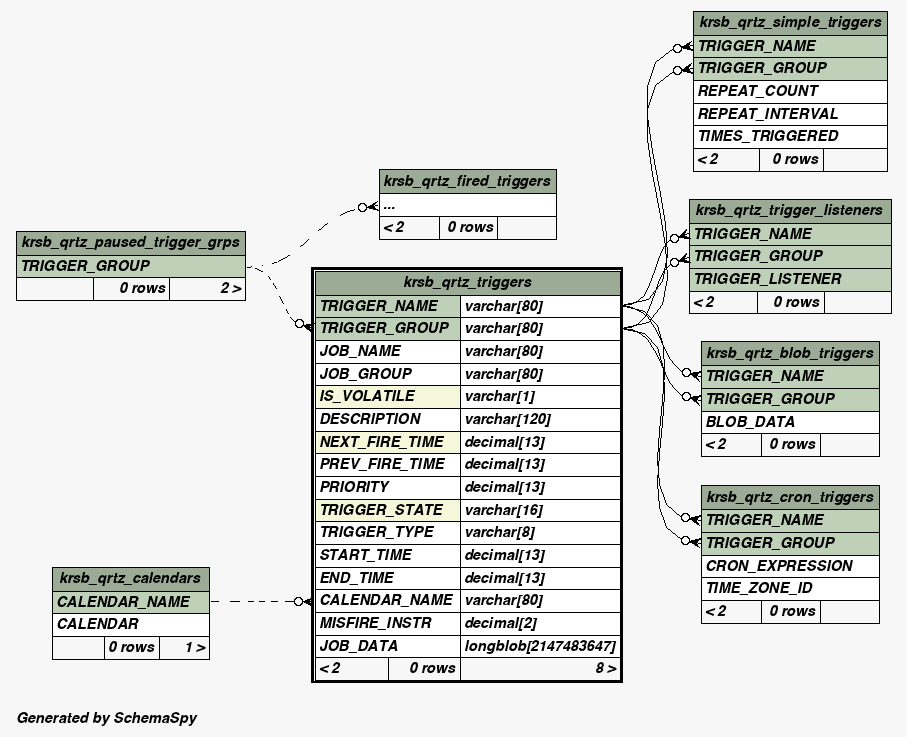 krsb_qrtz_simple_triggers
TRIGGER_NAME
TRIGGER_GROUP
REPEAT_COUNT
REPEAT_INTERVAL
TIMES_TRIGGERED
< 2 0 rows
krsb_qrtz_fired_triggers
...
< 2 0 rows
krsb_qrtz_trigger_listeners
TRIGGER_NAME
TRIGGER_GROUP
TRIGGER_LISTENER
< 2 0 rows
krsb_qrtz_paused_trigger_grps
TRIGGER_GROUP
0 rows 2 >
krsb_qrtz_triggers
TRIGGER_NAME varchar[80]
TRIGGER_GROUP varchar[80]
JOB_NAME varchar[80]
JOB_GROUP varchar[80]
IS_VOLATILE varchar[1]
DESCRIPTION varchar[120]
NEXT_FIRE_TIME decimal[13]
PREV_FIRE_TIME decimal[13]
PRIORITY decimal[13]
TRIGGER_STATE varchar[16]
TRIGGER_TYPE varchar[8]
START_TIME decimal[13]
END_TIME decimal[13]
CALENDAR_NAME varchar[80]
MISFIRE_INSTR decimal[2]
JOB_DATA longblob[2147483647]
< 2 0 rows 8 >
krsb_qrtz_blob_triggers
TRIGGER_NAME
TRIGGER_GROUP
BLOB_DATA
< 2 0 rows
krsb_qrtz_cron_triggers
TRIGGER_NAME
TRIGGER_GROUP
CRON_EXPRESSION
TIME_ZONE_ID
< 2 0 rows
krsb_qrtz_calendars
CALENDAR_NAME
CALENDAR
0 rows 1 >
Generated by SchemaSpy